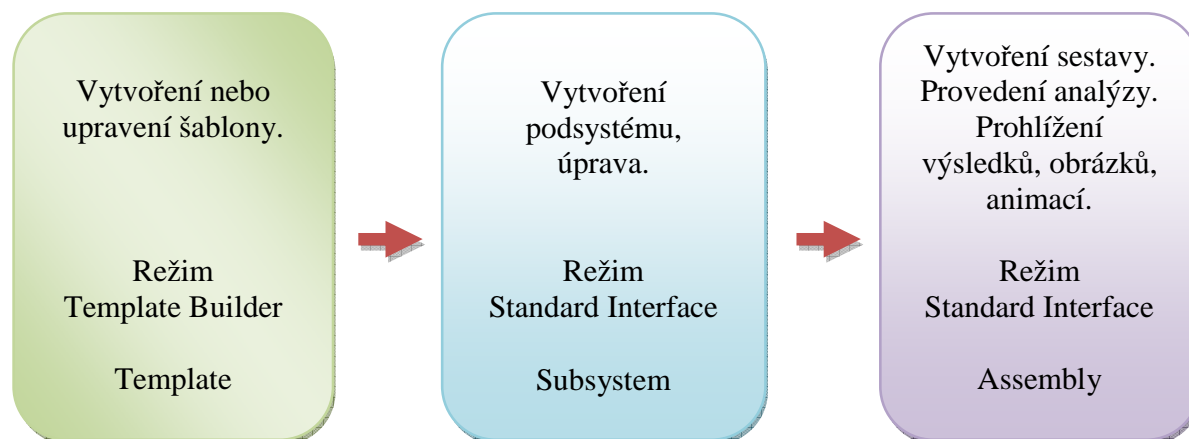 Vytvoření nebo
upravení šablony.
Režim
Template Builder
Template
Vytvoření
podsystému,
úprava.
Režim
Standard Interface
Subsystem
Vytvoření sestavy.
Provedení analýzy.
Prohlížení
výsledků, obrázků,
animací.
Režim
Standard Interface
Assembly